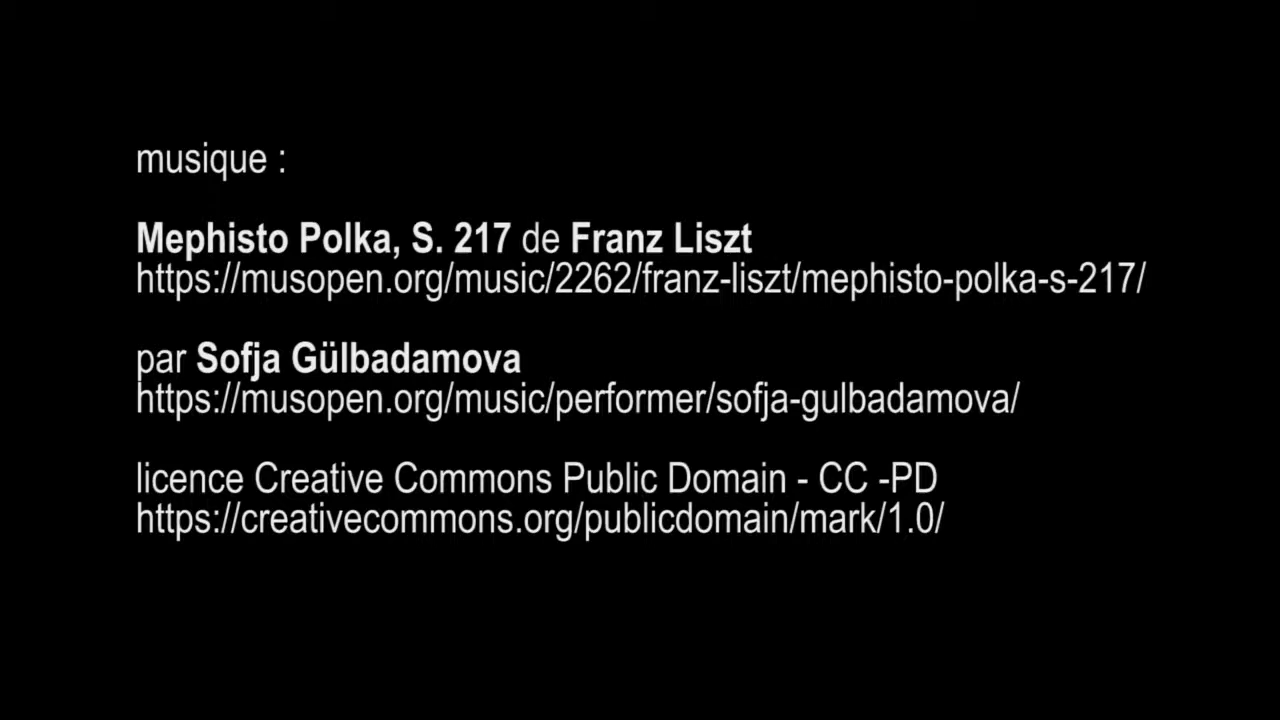 musique :
Mephisto Polka, S. 217 de Franz Liszt
https://musopen.org/music/2262/franz-liszt/mephisto-polka-s-217/
par Sofja Gülbadamova
https://musopen.org/music/performer/sofja-gulbadamova/
licence Creative Commons Public Domain - CC -PD
https://creativecommons.org/publicdomain/mark/1.0/